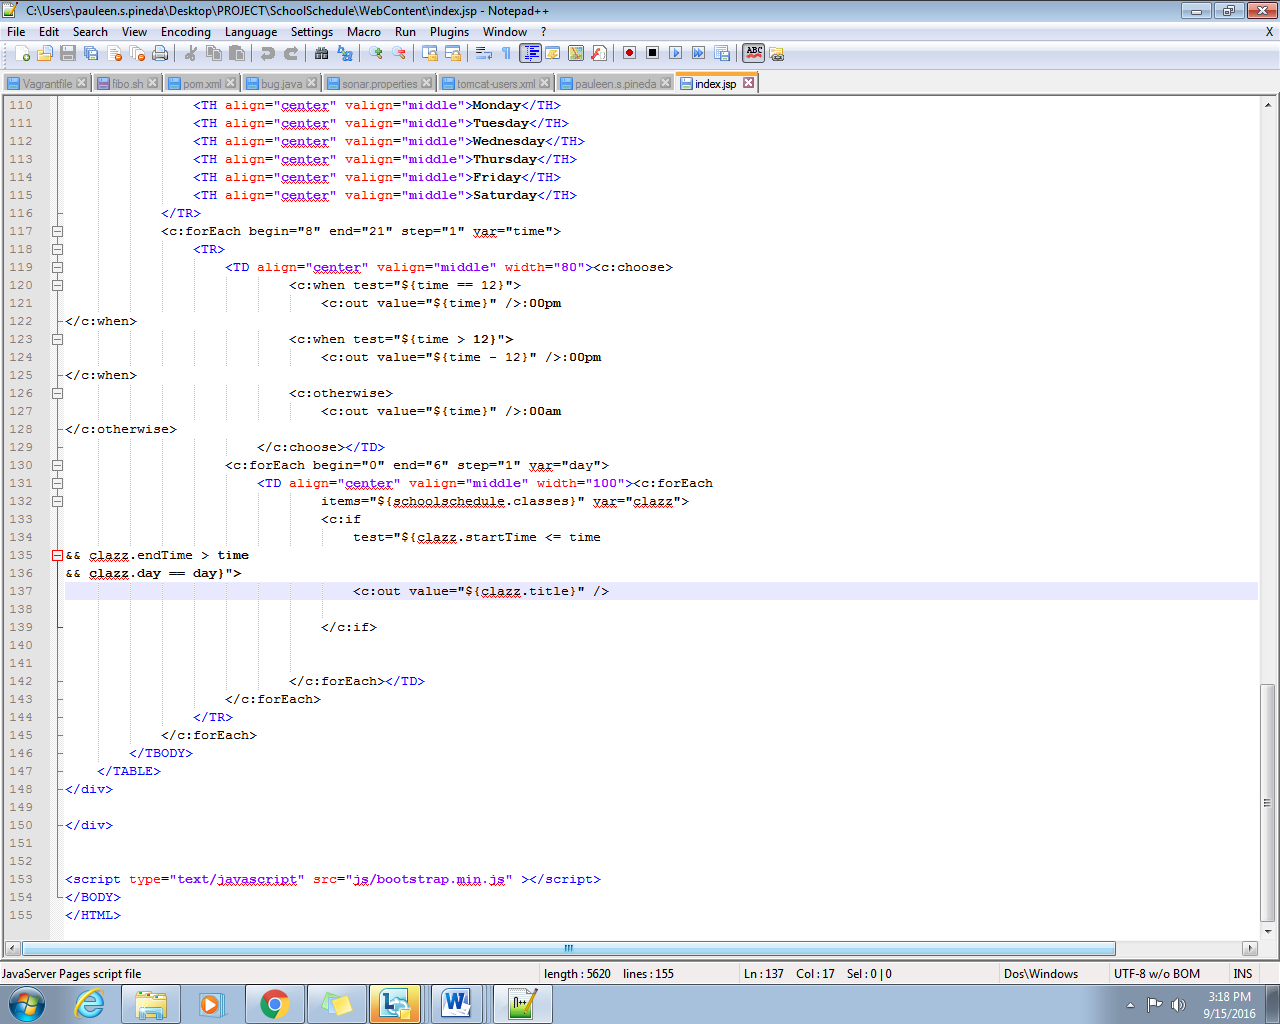 C:\Users\pauleen.s.pineda\Desktop\PROJECT\SchoolSchedule\WebContent\index.jsp - Notepad++
File Edit Search View Encoding Language Settings Macro Run Plugins Window ? X
Vagrantfile fibo.sh pom.xml bug.java sonar.properties tomcat-users.xml pauleen.s.pineda index.jsp
110 <TH align="center" valign="middle">Monday</TH>
111 <TH align="center" valign="middle">Tuesday</TH>
112 <TH align="center" valign="middle">Wednesday</TH>
113 <TH align="center" valign="middle">Thursday</TH>
114 <TH align="center" valign="middle">Friday</TH>
115 <TH align="center" valign="middle">Saturday</TH>
116 </TR>
117 <c:forEach begin="8" end="21" step="1" var="time">
118 <TR>
119 <TD align="center" valign="middle" width="80"><c:choose>
120 <c:when test="${time == 12}">
121 <c:out value="${time}" />:00pm
122 </c:when>
123 <c:when test="${time > 12}">
124 <c:out value="${time - 12}" />:00pm
125 </c:when>
126 <c:otherwise>
127 <c:out value="${time}" />:00am
128 </c:otherwise>
129 </c:choose></TD>
130 <c:forEach begin="0" end="6" step="1" var="day">
131 <TD align="center" valign="middle" width="100"><c:forEach
132 items="${schoolschedule.classes}" var="clazz">
133 <c:if
134 test="${clazz.startTime <= time
135 && clazz.endTime > time
136 && clazz.day == day}">
137 <c:out value="${clazz.title}" />
138
139 </c:if>
140
141
142 </c:forEach></TD>
143 </c:forEach>
144 </TR>
145 </c:forEach>
146 </TBODY>
147 </TABLE>
148 </div>
149
150 </div>
151
152
153 <script type="text/javascript" src="js/bootstrap.min.js" ></script>
154 </BODY>
155 </HTML>
JavaServer Pages script file length : 5620 lines : 155 Ln : 137 Col : 17 Sel : 0 | 0 Dos\Windows UTF-8 w/o BOM INS
3:18 PM
9/15/2016